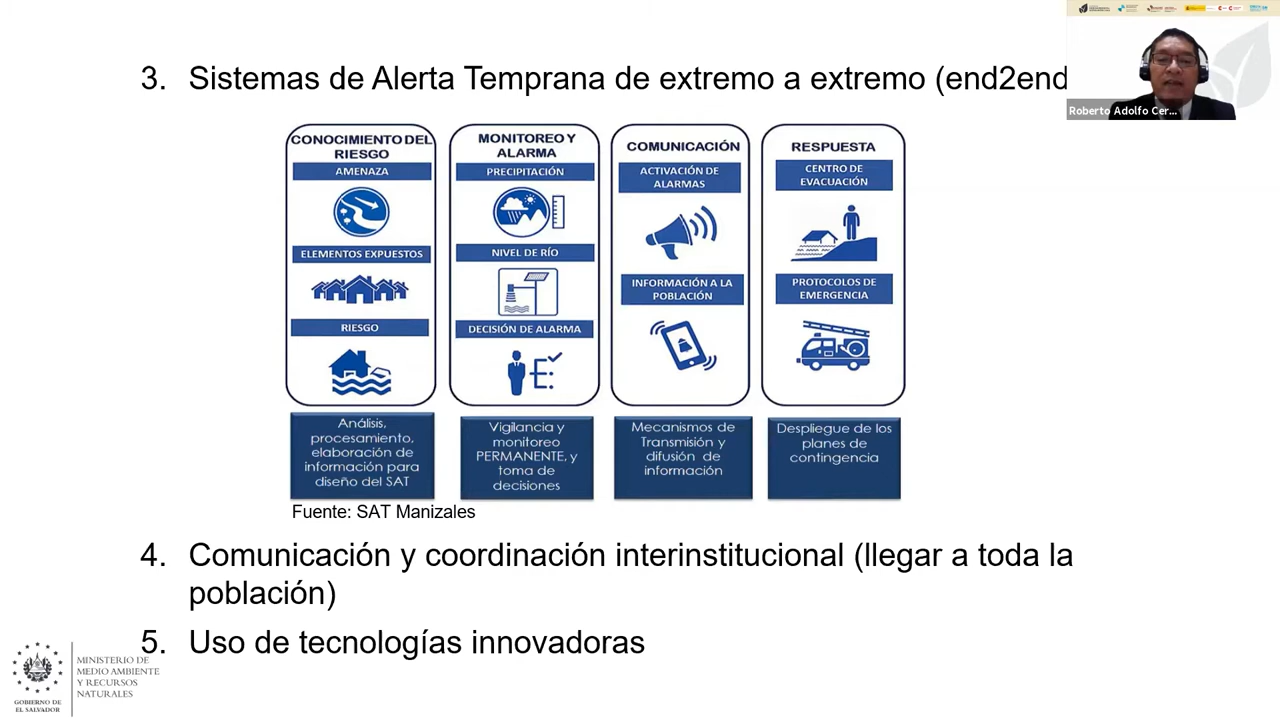 3. Sistemas de Alerta Temprana de extremo a extremo (end2end
Roberto Adolfo Cer...
CONOCIMIENTO DEL
RIESGO
AMENAZA
ELEMENTOS EXPUESTOS
RIESGO
Análisis,
procesamiento,
elaboración de
información para
diseño del SAT
MONITOREO Y
ALARMA
PRECIPITACIÓN
NIVEL DE RÍO
DECISIÓN DE ALARMA
Vigilancia y
monitoreo
PERMANENTE, y
toma de
decisiones
COMUNICACIÓN
ACTIVACIÓN DE
ALARMAS
INFORMACIÓN A LA
POBLACIÓN
Mecanismos de
Transmisión y
difusión de
información
RESPUESTA
CENTRO DE
EVACUACIÓN
PROTOCOLOS DE
EMERGENCIA
Despliegue de los
planes de
contingencia
Fuente: SAT Manizales
4. Comunicación y coordinación interinstitucional (llegar a toda la
población)
5. Uso de tecnologías innovadoras
GOBIERNO DE
EL SALVADOR
MINISTERIO DE
MEDIO AMBIENTE
Y RECURSOS
NATURALES